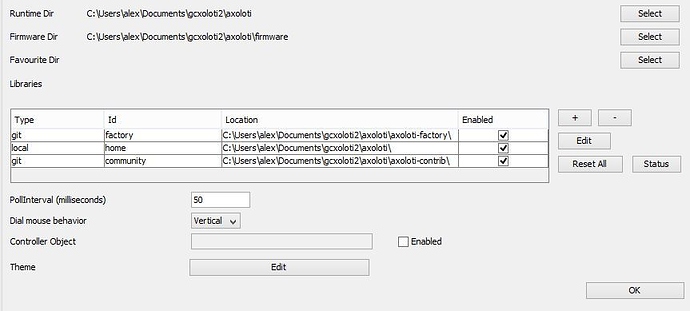 Runtime Dir C:\Users\alex\Documents\gcxoloti2\axoloti Select
Firmware Dir C:\Users\alex\Documents\gcxoloti2\axoloti\firmware Select
Favourite Dir Select
Libraries
Type Id Location Enabled
git factory C:\Users\alex\Documents\gcxoloti2\axoloti\axoloti-factory\
local home C:\Users\alex\Documents\gcxoloti2\axoloti\
git community C:\Users\alex\Documents\gcxoloti2\axoloti\axoloti-contrib\
+ -
Edit
Reset All Status
PollInterval (milliseconds) 50
Dial mouse behavior Vertical
Controller Object Enabled
Theme Edit
OK